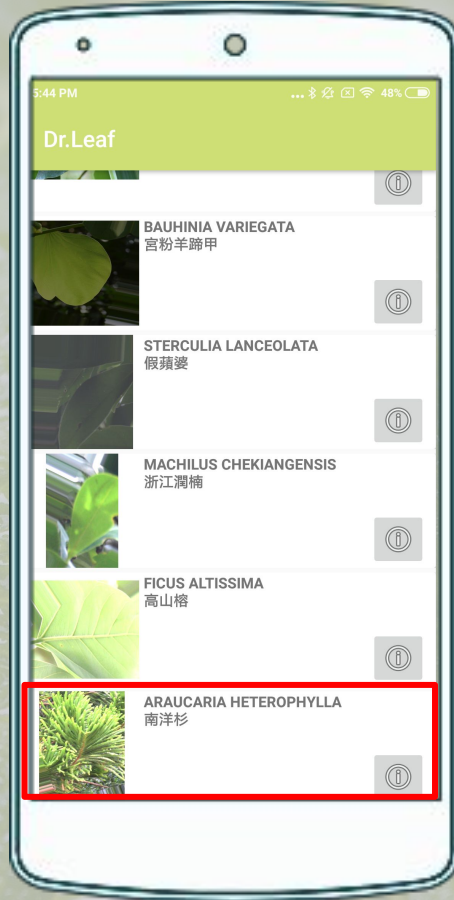 5:44 PM
... 48%
Dr.Leaf
BAUHINIA VARIEGATA
宮粉羊蹄甲
STERCULIA LANCEOLATA
假蘋婆
MACHILUS CHEKIANGENSIS
浙江潤楠
FICUS ALTISSIMA
高山榕
ARAUCARIA HETEROPHYLLA
南洋杉